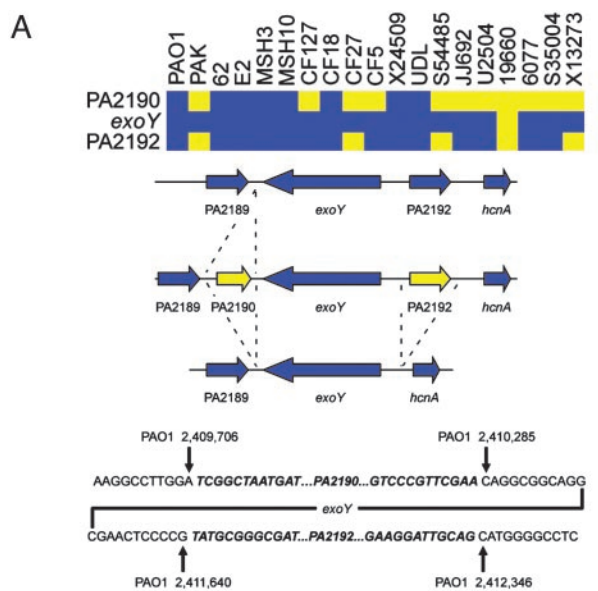 A
PAO1 PAK 62 E2 MSH3 MSH10 CF127 CF18 CF27 CF5 X24509 UDL S54485 JJ692 U2504 19660 6077 S35004 X13273
PA2190
exoY
PA2192
PA2189 exoY PA2192 hcnA
PA2189 PA2190 exoY PA2192 hcnA
PA2189 exoY hcnA
PAO1 2,409,706 PAO1 2,410,285
AAGGCCTTGGA TCGGCTAATGAT...PA2190...GTCCCGTTCGAA CAGGCGGCAGG
exoY
CGAACTCCCCG TATGCGGGCGAT...PA2192...GAAGGATTGCAG CATGGGGCCTC
PAO1 2,411,640 PAO1 2,412,346